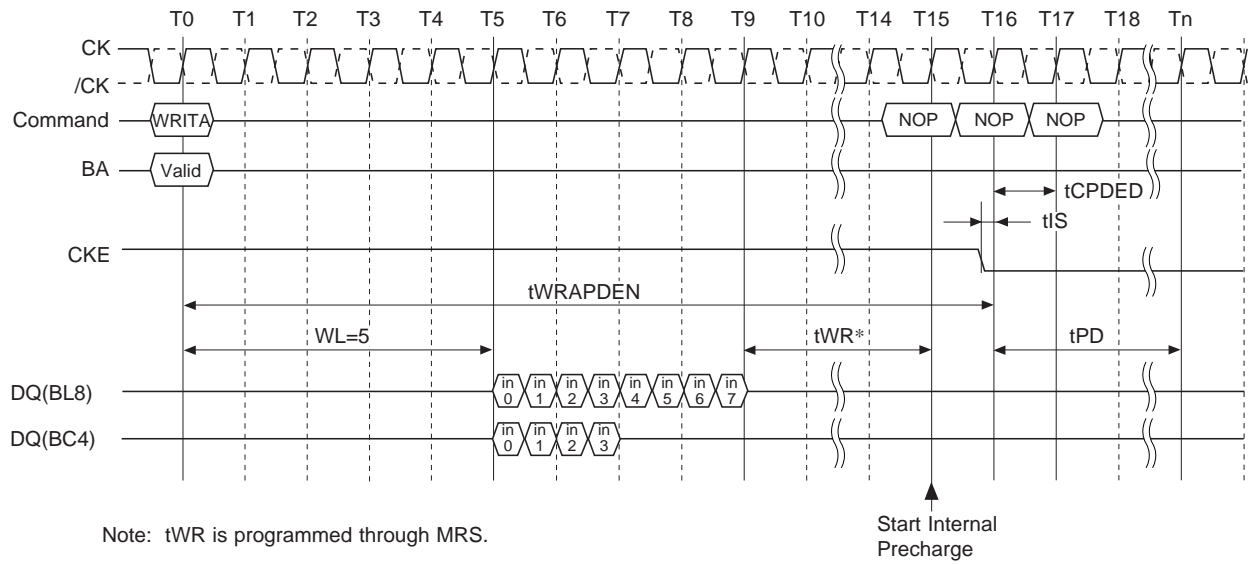 T0 T1 T2 T3 T4 T5 T6 T7 T8 T9 T10 T14 T15 T16 T17 T18 Tn
CK
/CK
Command WRITA NOP NOP NOP
BA Valid
tCPDED
tIS
CKE
tWRAPDEN
WL=5 tWR* tPD
DQ(BL8) in 0 in 1 in 2 in 3 in 4 in 5 in 6 in 7
DQ(BC4) in 0 in 1 in 2 in 3
Start Internal
Precharge
Note: tWR is programmed through MRS.